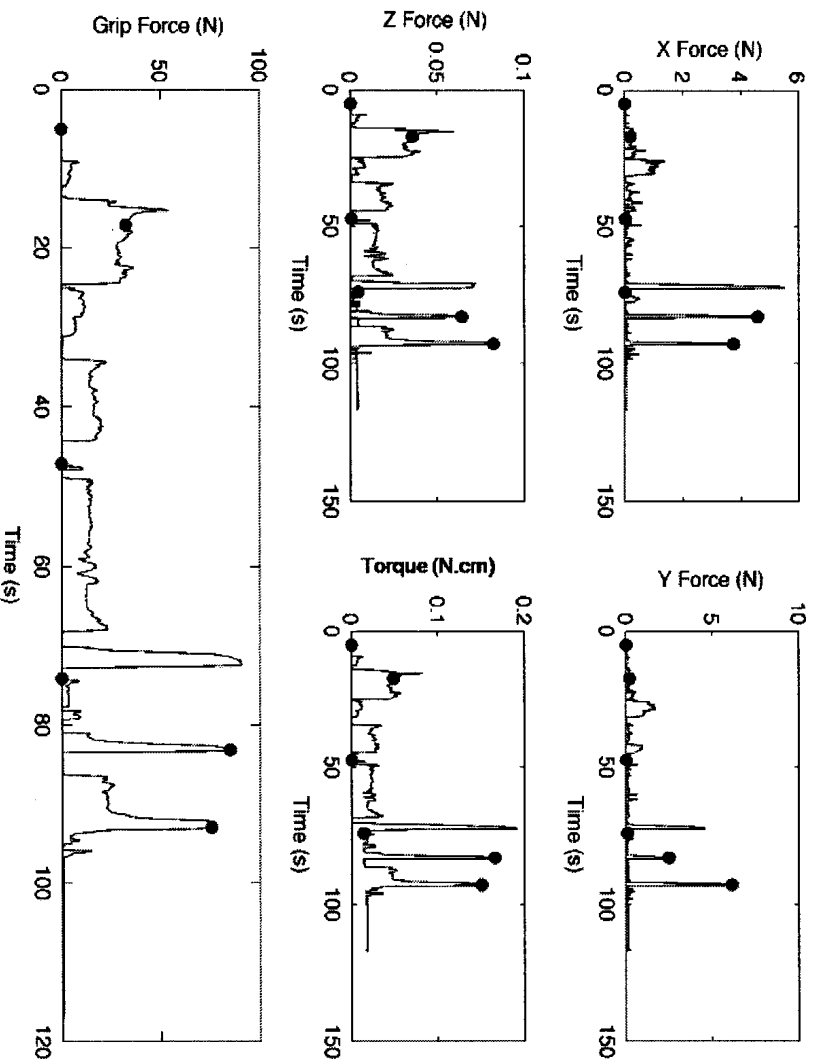 X Force (N)
6
4
2
0
0 50 100 150
Time (s)
Y Force (N)
10
5
0
0 50 100 150
Time (s)
Z Force (N)
0.1
0.05
0
0 50 100 150
Time (s)
Torque (N.cm)
0.2
0.1
0
0 50 100 150
Time (s)
Grip Force (N)
100
50
0
0 20 40 60 80 100 120
Time (s)